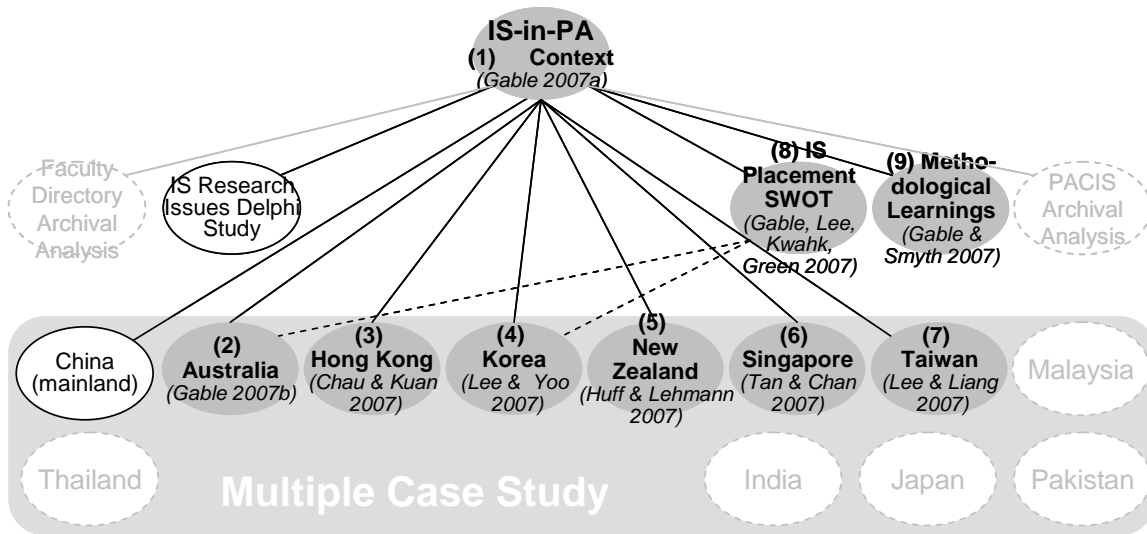 IS-in-PA
(1) Context
(Gable 2007a)
Faculty
Directory
Archival
Analysis
IS Research
Issues Delphi
Study
(8) IS
Placement
SWOT
(Gable, Lee,
Kwahk,
Green 2007)
(9) Metho-
dological
Learnings
(Gable &
Smyth 2007)
PACIS
Archival
Analysis
China
(mainland)
(2)
Australia
(Gable 2007b)
(3)
Hong Kong
(Chau & Kuan
2007)
(4)
Korea
(Lee & Yoo
2007)
(5)
New
Zealand
(Huff & Lehmann
2007)
(6)
Singapore
(Tan & Chan
2007)
(7)
Taiwan
(Lee & Liang
2007)
Malaysia
Thailand
Multiple Case Study
India
Japan
Pakistan